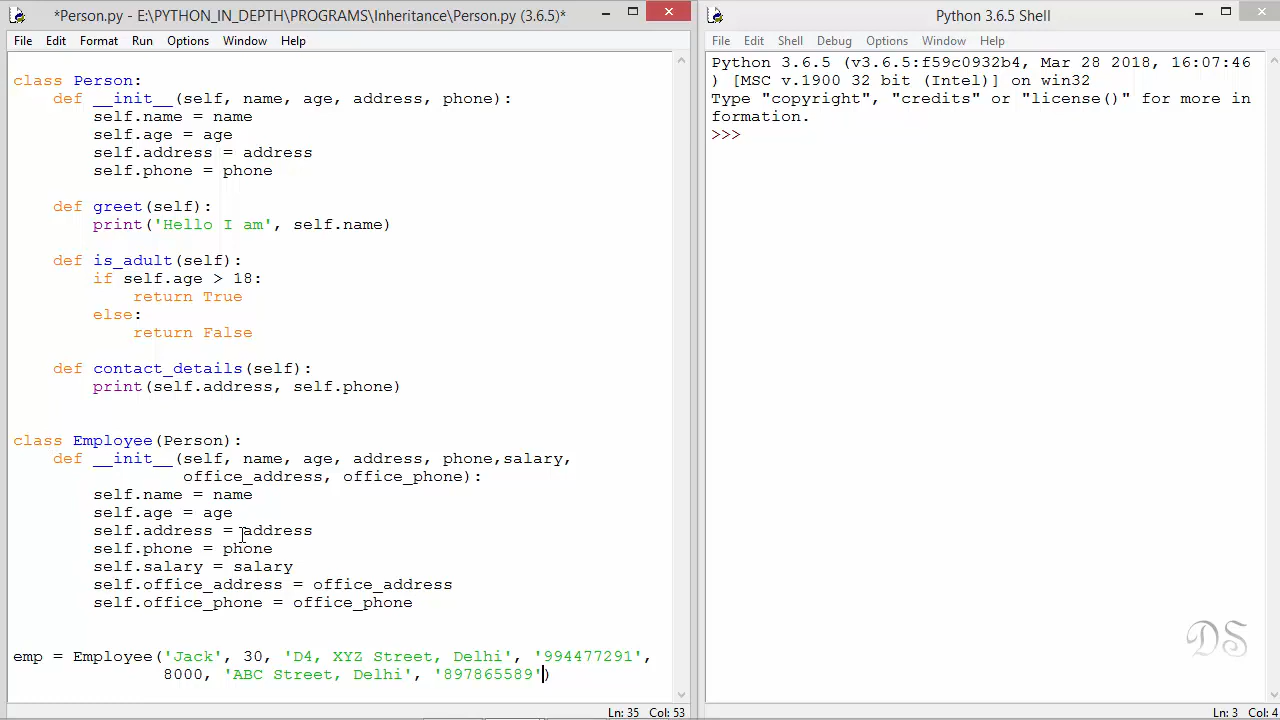 *Person.py - E:\PYTHON_IN_DEPTH\PROGRAMS\Inheritance\Person.py (3.6.5)*
File Edit Format Run Options Window Help
class Person:
    def __init__(self, name, age, address, phone):
        self.name = name
        self.age = age
        self.address = address
        self.phone = phone
    def greet(self):
        print('Hello I am', self.name)
    def is_adult(self):
        if self.age > 18:
            return True
        else:
            return False
    def contact_details(self):
        print(self.address, self.phone)
class Employee(Person):
    def __init__(self, name, age, address, phone,salary,
                 office_address, office_phone):
        self.name = name
        self.age = age
        self.address = address
        self.phone = phone
        self.salary = salary
        self.office_address = office_address
        self.office_phone = office_phone
emp = Employee('Jack', 30, 'D4, XYZ Street, Delhi', '994477291',
               8000, 'ABC Street, Delhi', '897865589')
Ln: 35 Col: 53
Python 3.6.5 Shell
File Edit Shell Debug Options Window Help
Python 3.6.5 (v3.6.5:f59c0932b4, Mar 28 2018, 16:07:46
) [MSC v.1900 32 bit (Intel)] on win32
Type "copyright", "credits" or "license()" for more in
formation.
>>>
DS
Ln: 3 Col: 4